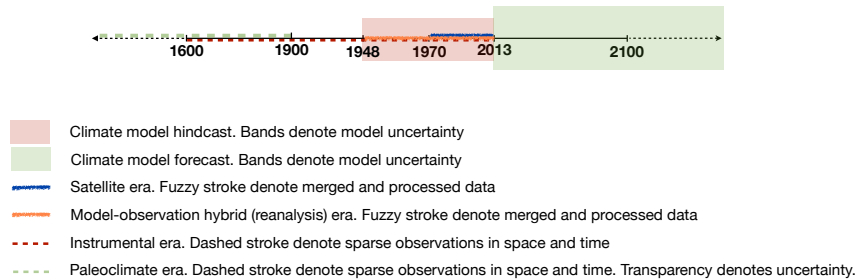 1600 1900 1948 1970 2013 2100
Climate model hindcast. Bands denote model uncertainty
Climate model forecast. Bands denote model uncertainty
Satellite era. Fuzzy stroke denote merged and processed data
Model-observation hybrid (reanalysis) era. Fuzzy stroke denote merged and processed data
Instrumental era. Dashed stroke denote sparse observations in space and time
Paleoclimate era. Dashed stroke denote sparse observations in space and time. Transparency denotes uncertainty.